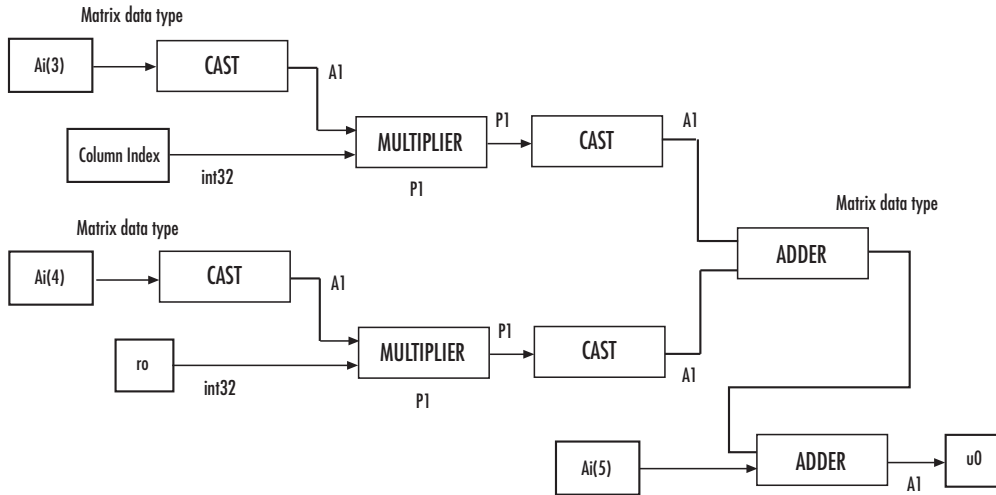 Matrix data type
Ai(3)
CAST
A1
P1
A1
Column Index
int32
MULTIPLIER
P1
CAST
Matrix data type
Matrix data type
Ai(4)
CAST
A1
ADDER
P1
ro
int32
MULTIPLIER
P1
CAST
A1
Ai(5)
ADDER
A1
u0